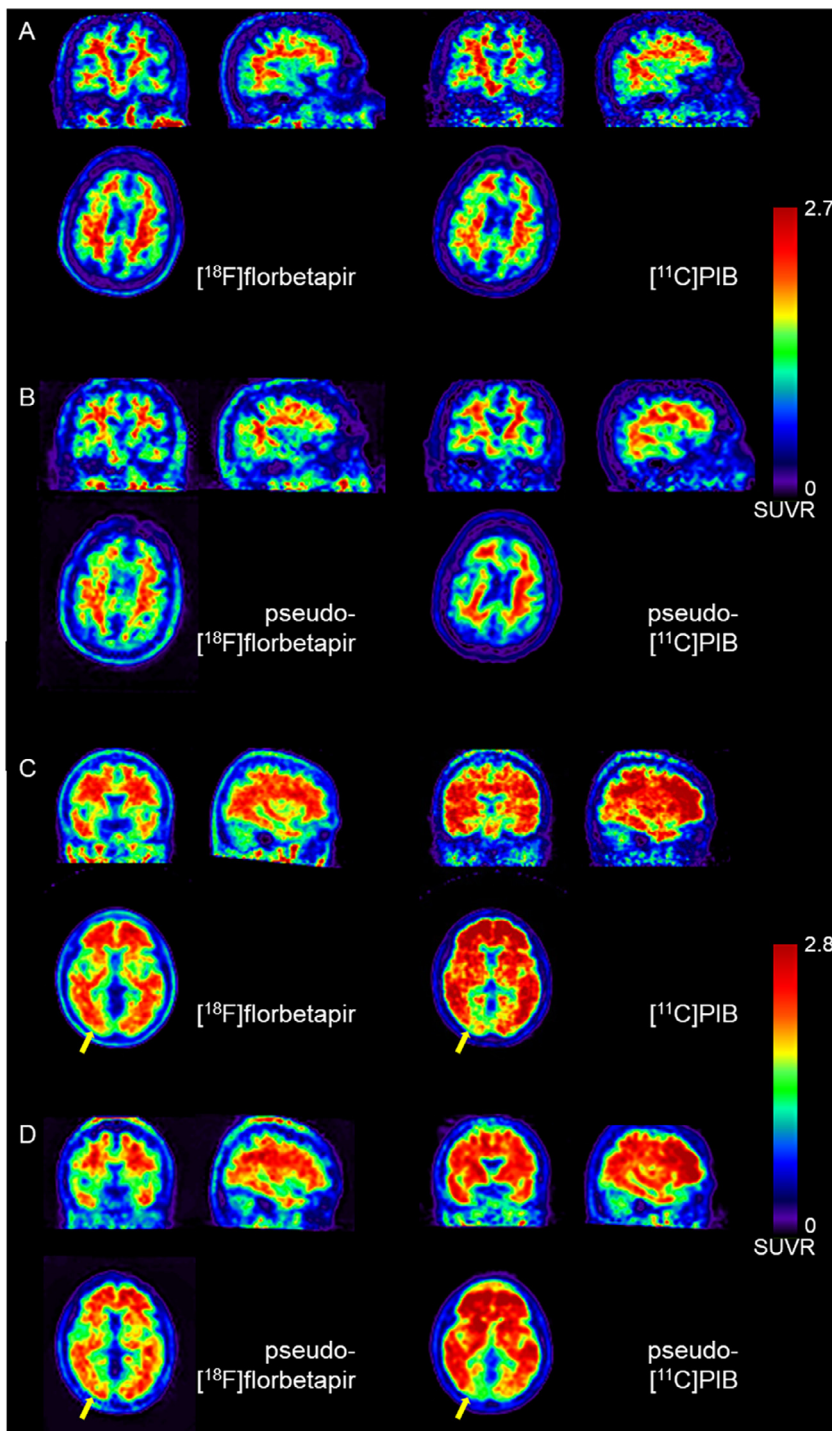 A
[¹⁸F]florbetapir
[¹¹C]PIB
2.7
0
SUVR
B
pseudo-
[¹⁸F]florbetapir
pseudo-
[¹¹C]PIB
C
[¹⁸F]florbetapir
[¹¹C]PIB
2.8
0
SUVR
D
pseudo-
[¹⁸F]florbetapir
pseudo-
[¹¹C]PIB